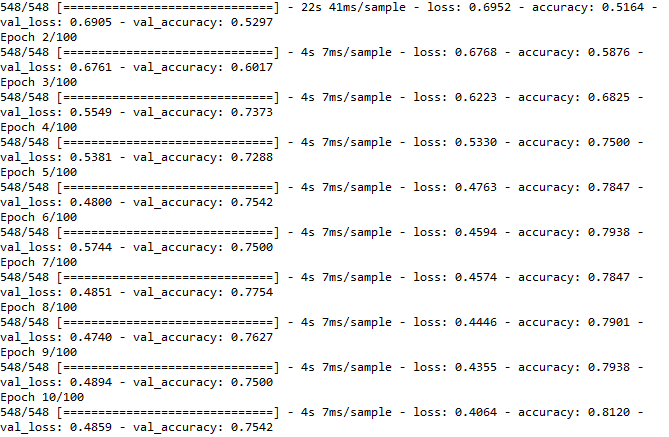 548/548 [==============================] - 22s 41ms/sample - loss: 0.6952 - accuracy: 0.5164 -
val_loss: 0.6905 - val_accuracy: 0.5297
Epoch 2/100
548/548 [==============================] - 4s 7ms/sample - loss: 0.6768 - accuracy: 0.5876 -
val_loss: 0.6761 - val_accuracy: 0.6017
Epoch 3/100
548/548 [==============================] - 4s 7ms/sample - loss: 0.6223 - accuracy: 0.6825 -
val_loss: 0.5549 - val_accuracy: 0.7373
Epoch 4/100
548/548 [==============================] - 4s 7ms/sample - loss: 0.5330 - accuracy: 0.7500 -
val_loss: 0.5381 - val_accuracy: 0.7288
Epoch 5/100
548/548 [==============================] - 4s 7ms/sample - loss: 0.4763 - accuracy: 0.7847 -
val_loss: 0.4800 - val_accuracy: 0.7542
Epoch 6/100
548/548 [==============================] - 4s 7ms/sample - loss: 0.4594 - accuracy: 0.7938 -
val_loss: 0.5744 - val_accuracy: 0.7500
Epoch 7/100
548/548 [==============================] - 4s 7ms/sample - loss: 0.4574 - accuracy: 0.7847 -
val_loss: 0.4851 - val_accuracy: 0.7754
Epoch 8/100
548/548 [==============================] - 4s 7ms/sample - loss: 0.4446 - accuracy: 0.7901 -
val_loss: 0.4740 - val_accuracy: 0.7627
Epoch 9/100
548/548 [==============================] - 4s 7ms/sample - loss: 0.4355 - accuracy: 0.7938 -
val_loss: 0.4894 - val_accuracy: 0.7500
Epoch 10/100
548/548 [==============================] - 4s 7ms/sample - loss: 0.4064 - accuracy: 0.8120 -
val_loss: 0.4859 - val_accuracy: 0.7542